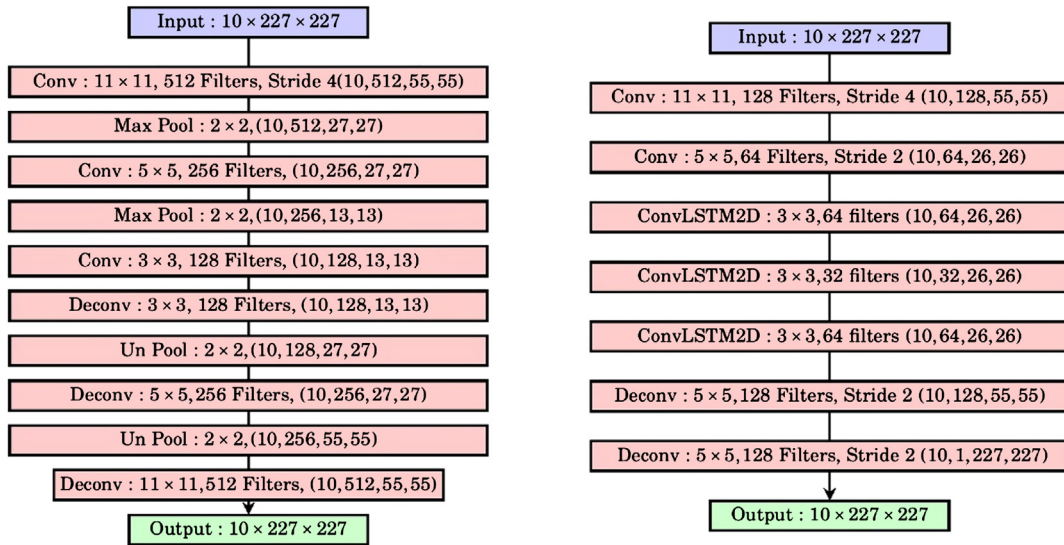 Input : 10 × 227 × 227
Conv : 11 × 11, 512 Filters, Stride 4(10,512,55,55)
Max Pool : 2 × 2,(10,512,27,27)
Conv : 5 × 5, 256 Filters, (10,256,27,27)
Max Pool : 2 × 2,(10,256,13,13)
Conv : 3 × 3, 128 Filters, (10,128,13,13)
Deconv : 3 × 3, 128 Filters, (10,128,13,13)
Un Pool : 2 × 2,(10,128,27,27)
Deconv : 5 × 5,256 Filters, (10,256,27,27)
Un Pool : 2 × 2,(10,256,55,55)
Deconv : 11 × 11,512 Filters, (10,512,55,55)
Output : 10 × 227 × 227
Input : 10 × 227 × 227
Conv : 11 × 11, 128 Filters, Stride 4 (10,128,55,55)
Conv : 5 × 5,64 Filters, Stride 2 (10,64,26,26)
ConvLSTM2D : 3 × 3,64 filters (10,64,26,26)
ConvLSTM2D : 3 × 3,32 filters (10,32,26,26)
ConvLSTM2D : 3 × 3,64 filters (10,64,26,26)
Deconv : 5 × 5,128 Filters, Stride 2 (10,128,55,55)
Deconv : 5 × 5,128 Filters, Stride 2 (10,1,227,227)
Output : 10 × 227 × 227